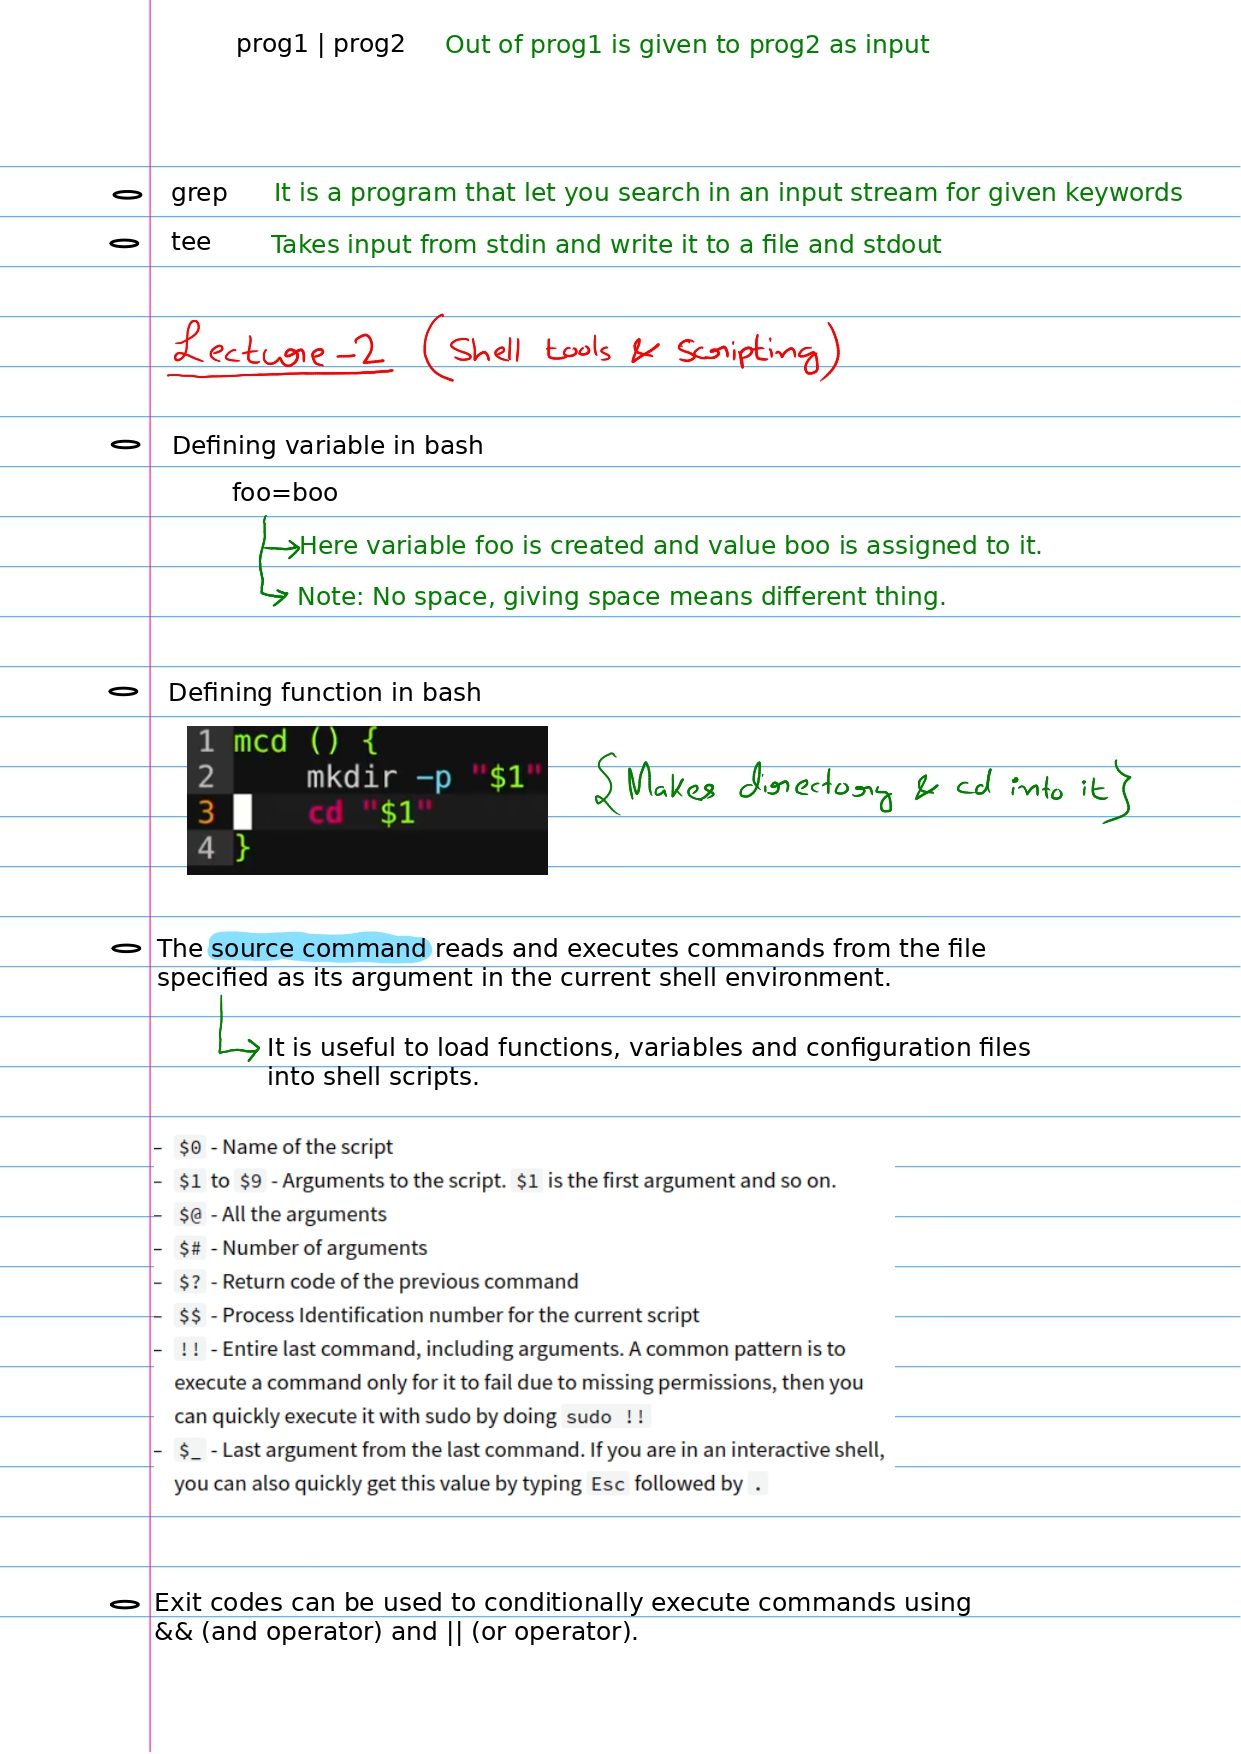 prog1 | prog2 Out of prog1 is given to prog2 as input
grep It is a program that let you search in an input stream for given keywords
tee Takes input from stdin and write it to a file and stdout
Lecture-2 (Shell tools & Scripting)
Defining variable in bash
foo=boo
Here variable foo is created and value boo is assigned to it.
Note: No space, giving space means different thing.
Defining function in bash
1 mcd () {
2 mkdir -p "$1"
3 cd "$1"
4 }
{Makes directory & cd into it}
The source command reads and executes commands from the file
specified as its argument in the current shell environment.
It is useful to load functions, variables and configuration files
into shell scripts.
– $0 - Name of the script
– $1 to $9 - Arguments to the script. $1 is the first argument and so on.
– $@ - All the arguments
– $# - Number of arguments
– $? - Return code of the previous command
– $$ - Process Identification number for the current script
– !! - Entire last command, including arguments. A common pattern is to
execute a command only for it to fail due to missing permissions, then you
can quickly execute it with sudo by doing sudo !!
– $_ - Last argument from the last command. If you are in an interactive shell,
you can also quickly get this value by typing Esc followed by .
Exit codes can be used to conditionally execute commands using
&& (and operator) and || (or operator).